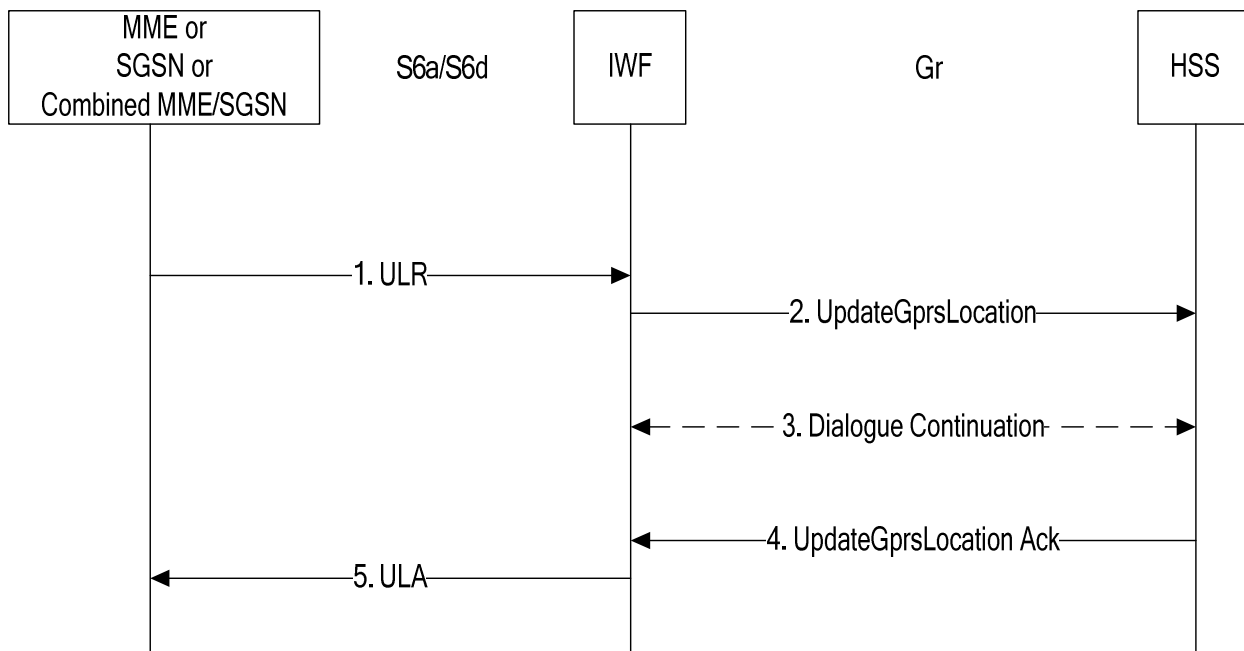 MME or
SGSN or
Combined MME/SGSN
S6a/S6d
IWF
Gr
HSS
1. ULR
2. UpdateGprsLocation
3. Dialogue Continuation
4. UpdateGprsLocation Ack
5. ULA